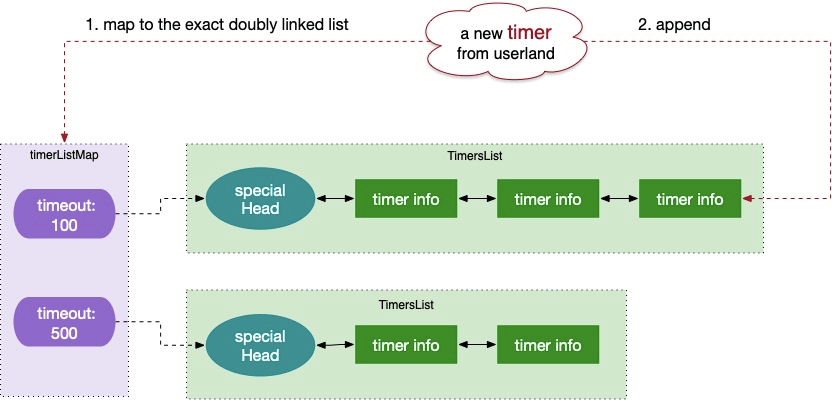 1. map to the exact doubly linked list
a new timer
from userland
2. append
timerListMap
timeout:
100
timeout:
500
TimersList
special
Head
timer info
timer info
timer info
TimersList
special
Head
timer info
timer info